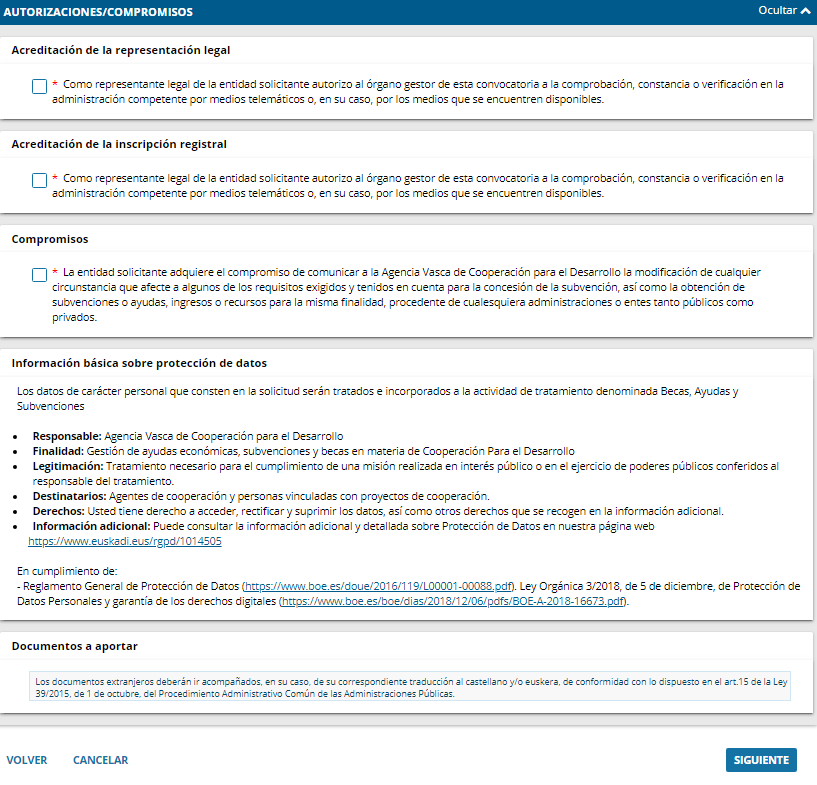 AUTORIZACIONES/COMPROMISOS
Ocultar
Acreditación de la representación legal
* Como representante legal de la entidad solicitante autorizo al órgano gestor de esta convocatoria a la comprobación, constancia o verificación en la
administración competente por medios telemáticos o, en su caso, por los medios que se encuentren disponibles.
Acreditación de la inscripción registral
* Como representante legal de la entidad solicitante autorizo al órgano gestor de esta convocatoria a la comprobación, constancia o verificación en la
administración competente por medios telemáticos o, en su caso, por los medios que se encuentren disponibles.
Compromisos
* La entidad solicitante adquiere el compromiso de comunicar a la Agencia Vasca de Cooperación para el Desarrollo la modificación de cualquier
circunstancia que afecte a algunos de los requisitos exigidos y tenidos en cuenta para la concesión de la subvención, así como la obtención de
subvenciones o ayudas, ingresos o recursos para la misma finalidad, procedente de cualesquiera administraciones o entes tanto públicos como
privados.
Información básica sobre protección de datos
Los datos de carácter personal que consten en la solicitud serán tratados e incorporados a la actividad de tratamiento denominada Becas, Ayudas y
Subvenciones
• Responsable: Agencia Vasca de Cooperación para el Desarrollo
• Finalidad: Gestión de ayudas económicas, subvenciones y becas en materia de Cooperación Para el Desarrollo
• Legitimación: Tratamiento necesario para el cumplimiento de una misión realizada en interés público o en el ejercicio de poderes públicos conferidos al
responsable del tratamiento.
• Destinatarios: Agentes de cooperación y personas vinculadas con proyectos de cooperación.
• Derechos: Usted tiene derecho a acceder, rectificar y suprimir los datos, así como otros derechos que se recogen en la información adicional.
• Información adicional: Puede consultar la información adicional y detallada sobre Protección de Datos en nuestra página web
https://www.euskadi.eus/rgpd/1014505
En cumplimiento de:
- Reglamento General de Protección de Datos (https://www.boe.es/doue/2016/119/L00001-00088.pdf). Ley Orgánica 3/2018, de 5 de diciembre, de Protección de
Datos Personales y garantía de los derechos digitales (https://www.boe.es/boe/dias/2018/12/06/pdfs/BOE-A-2018-16673.pdf).
Documentos a aportar
Los documentos extranjeros deberán ir acompañados, en su caso, de su correspondiente traducción al castellano y/o euskera, de conformidad con lo dispuesto en el art.15 de la Ley
39/2015, de 1 de octubre, del Procedimiento Administrativo Común de las Administraciones Públicas.
VOLVER
CANCELAR
SIGUIENTE